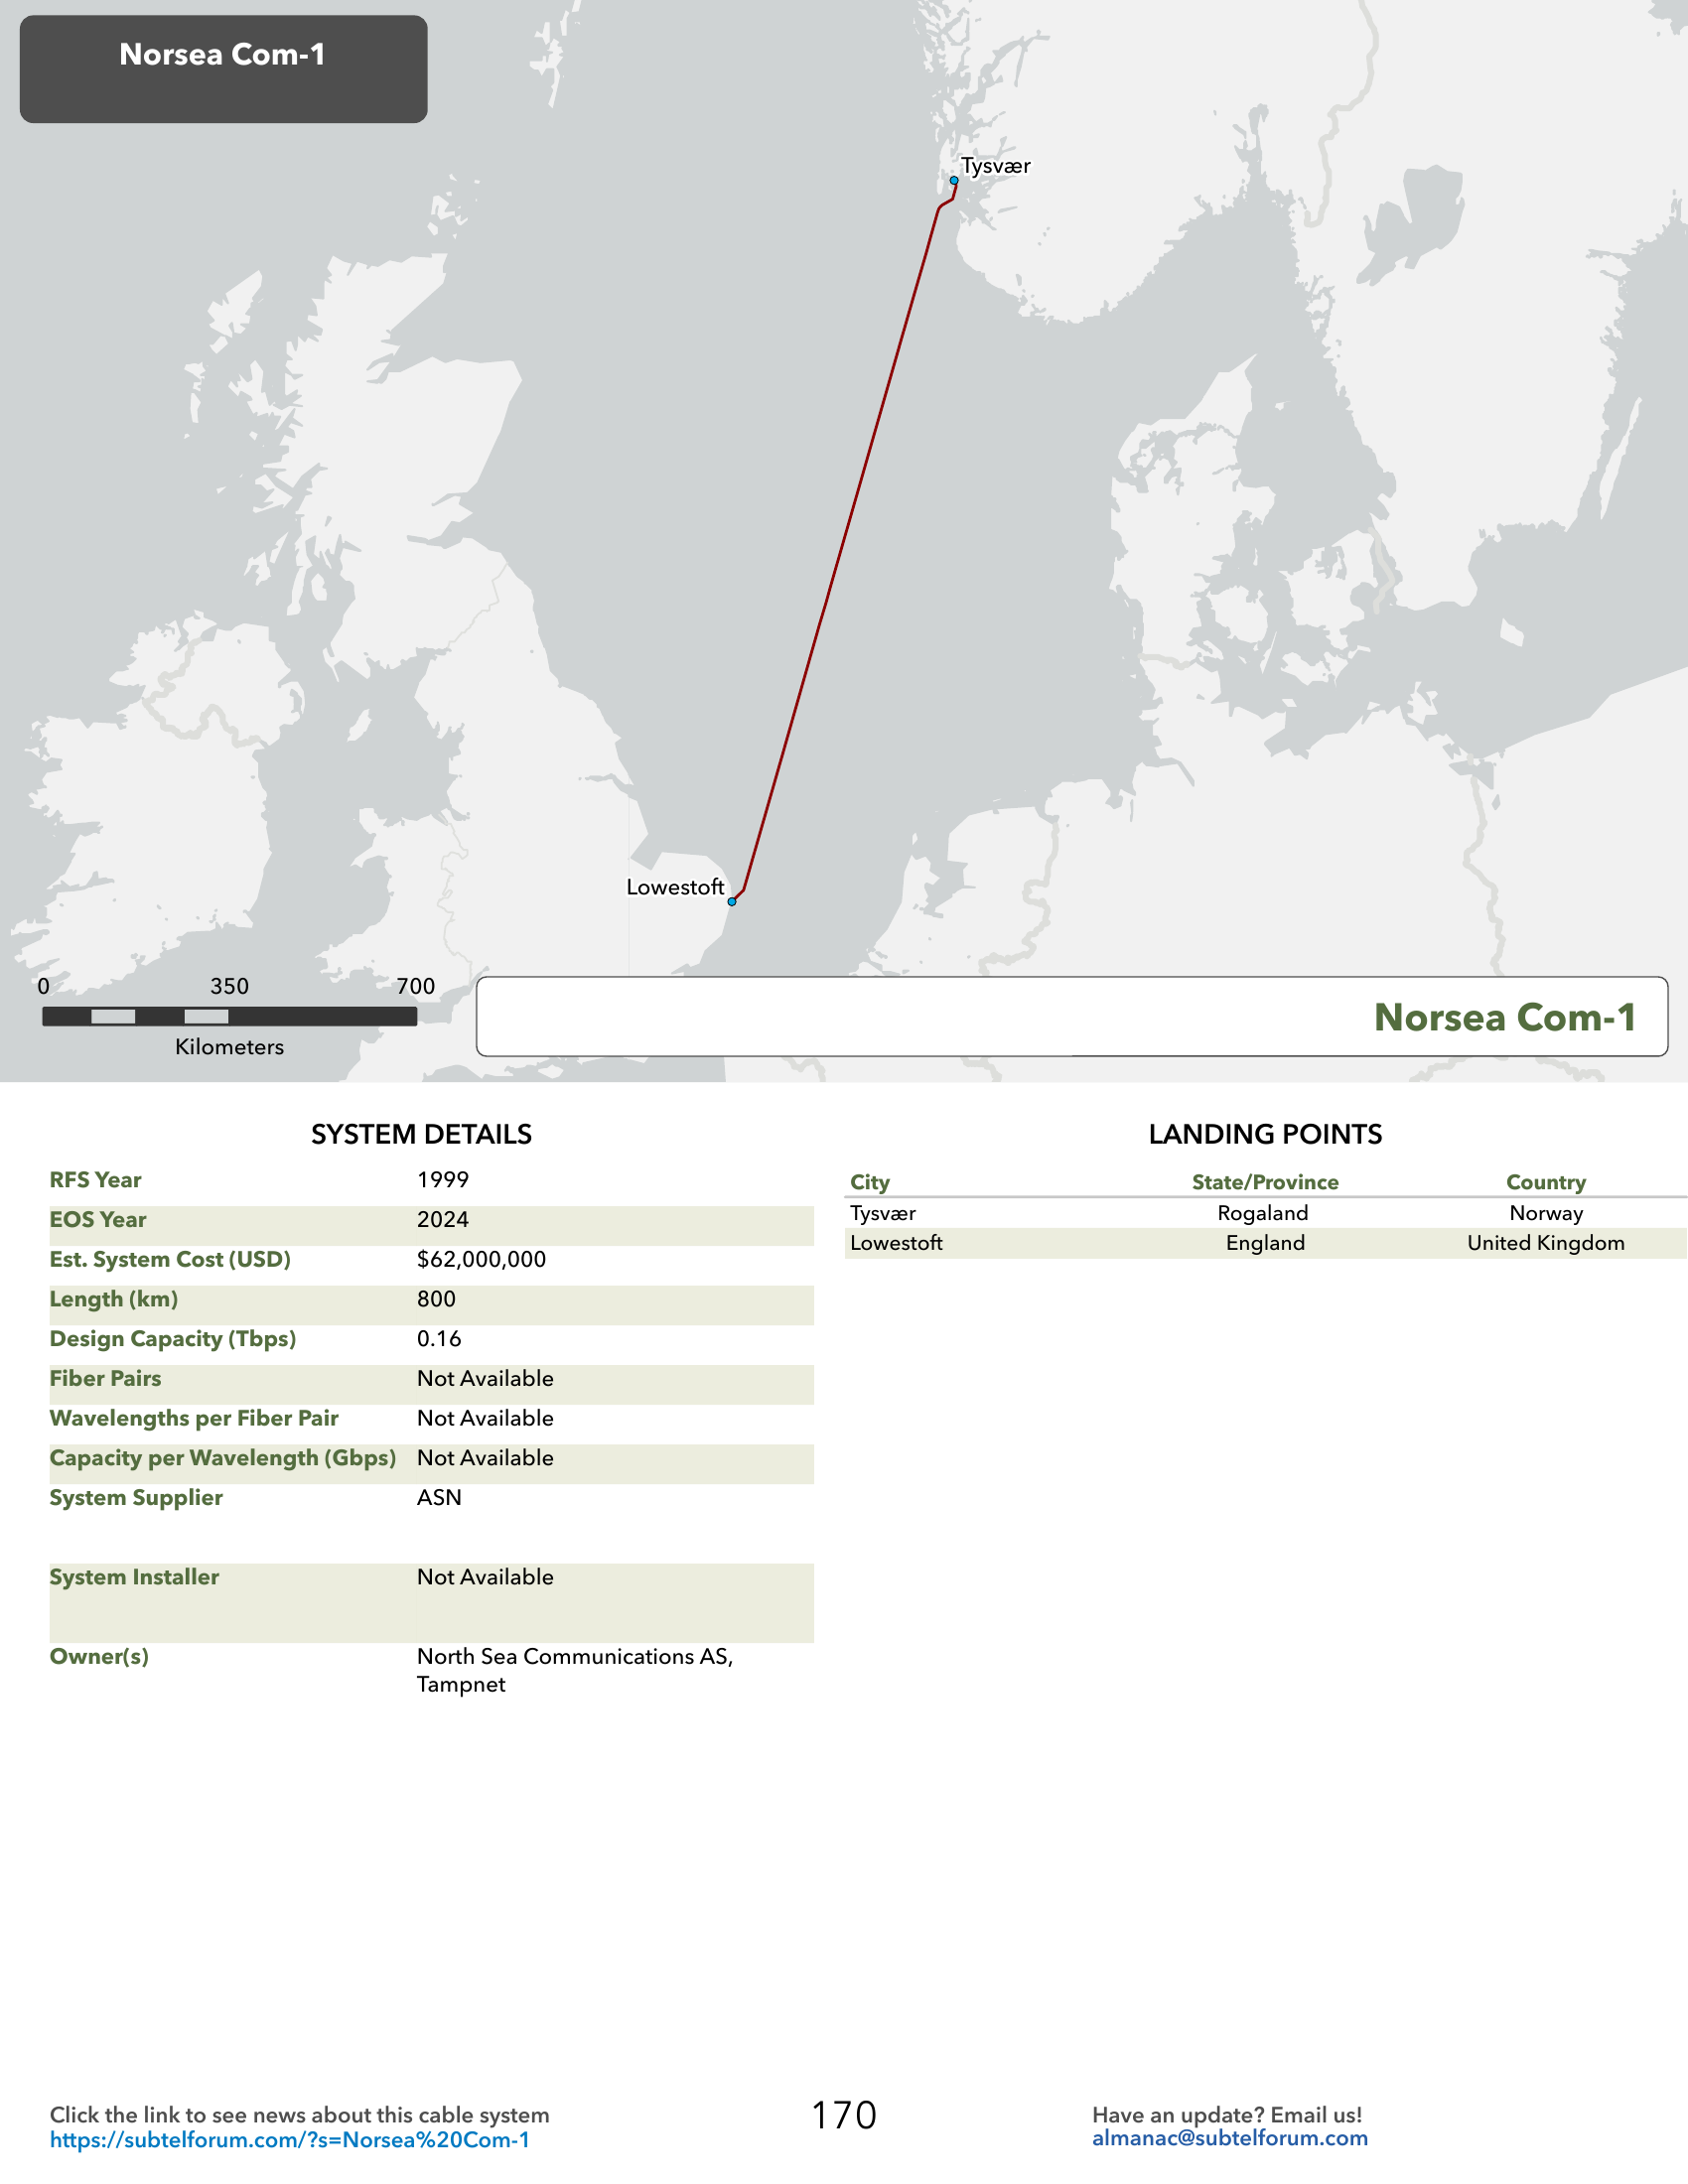 Norsea Com-1
Tysvær
Lowestoft
0 350 700
Kilometers
Norsea Com-1
SYSTEM DETAILS
RFS Year 1999
EOS Year 2024
Est. System Cost (USD) $62,000,000
Length (km) 800
Design Capacity (Tbps) 0.16
Fiber Pairs Not Available
Wavelengths per Fiber Pair Not Available
Capacity per Wavelength (Gbps) Not Available
System Supplier ASN
System Installer Not Available
Owner(s) North Sea Communications AS,
Tampnet
LANDING POINTS
City State/Province Country
Tysvær Rogaland Norway
Lowestoft England United Kingdom
Click the link to see news about this cable system
https://subtelforum.com/?s=Norsea%20Com-1
170
Have an update? Email us!
almanac@subtelforum.com